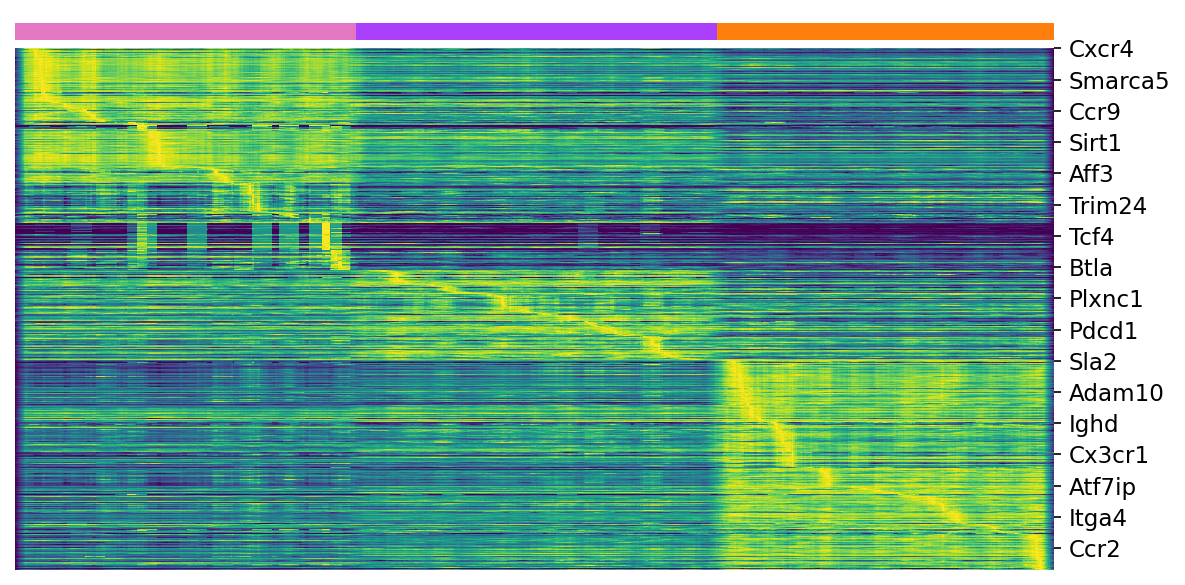 Cxcr4
Smarca5
Ccr9
Sirt1
Aff3
Trim24
Tcf4
Btla
Plxnc1
Pdcd1
Sla2
Adam10
Ighd
Cx3cr1
Atf7ip
Itga4
Ccr2